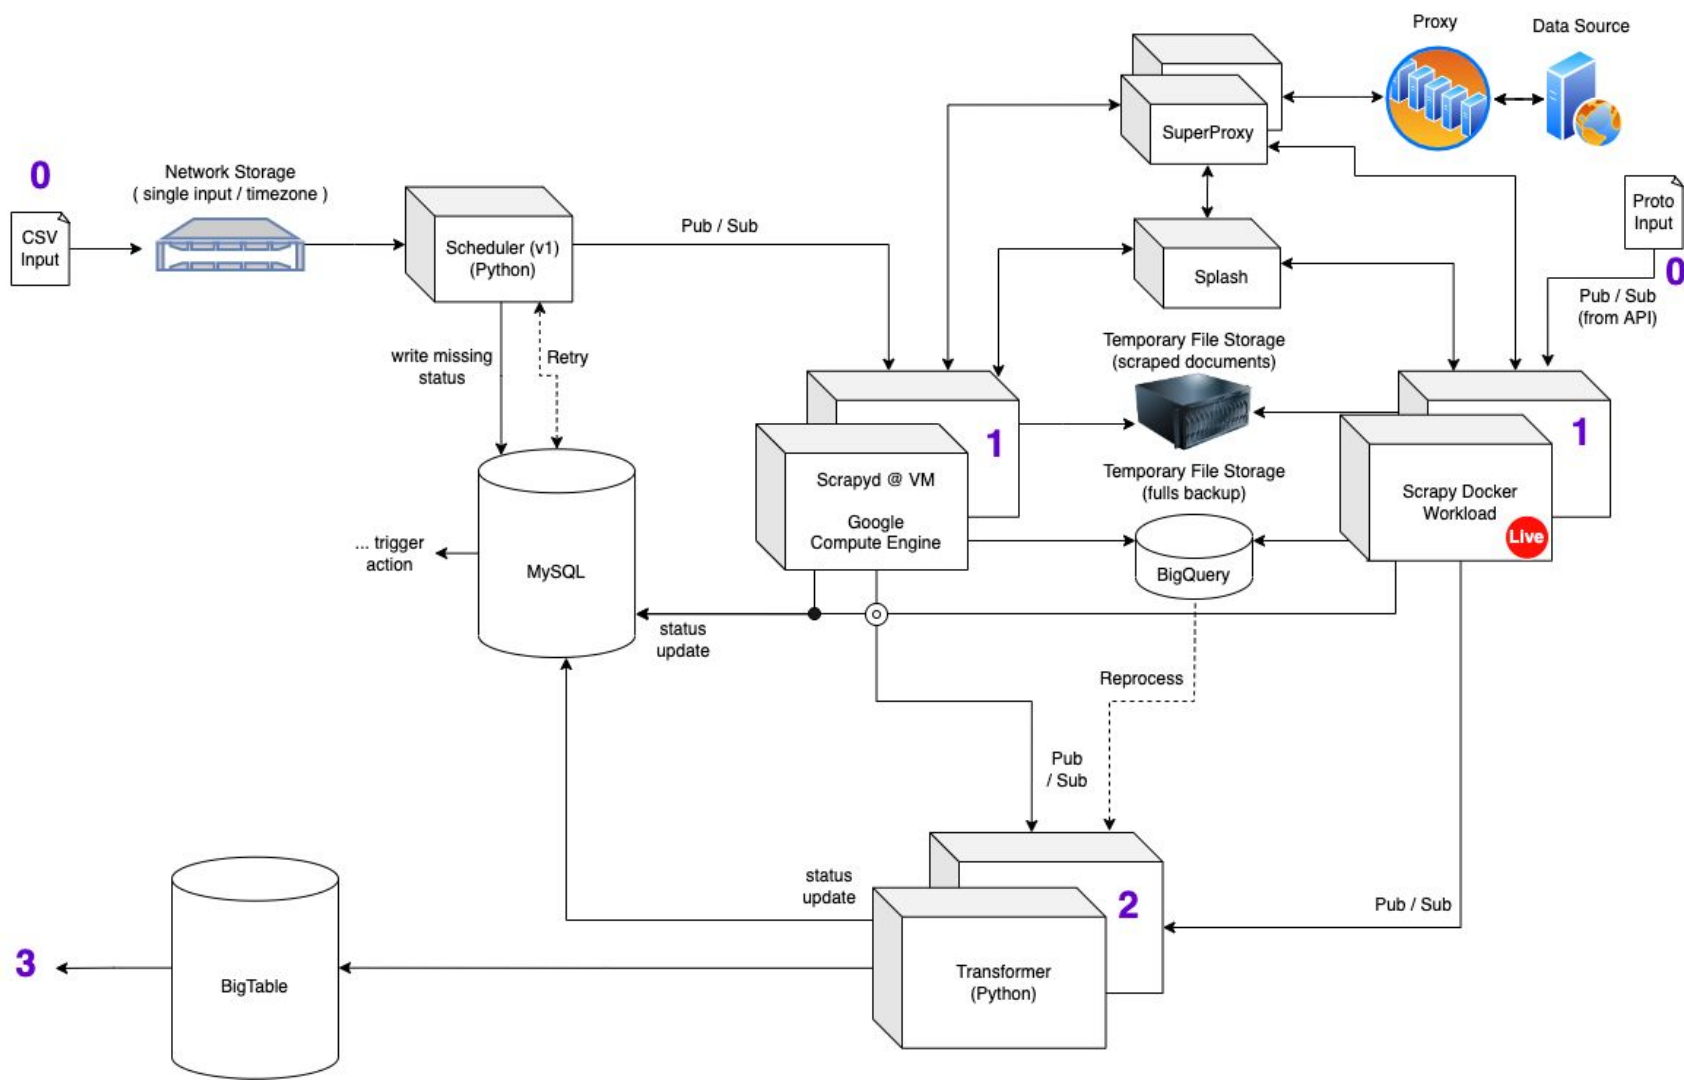 Proxy
Data Source
SuperProxy
0
Network Storage
( single input / timezone )
CSV
Input
Scheduler (v1)
(Python)
Pub / Sub
Splash
Proto
Input
0
Pub / Sub
(from API)
write missing
status
Retry
Temporary File Storage
(scraped documents)
1
1
Scrapyd @ VM
Google
Compute Engine
Temporary File Storage
(fulls backup)
Scrapy Docker
Workload
Live
... trigger
action
MySQL
BigQuery
status
update
Reprocess
Pub
/ Sub
status
update
2
Pub / Sub
3
BigTable
Transformer
(Python)